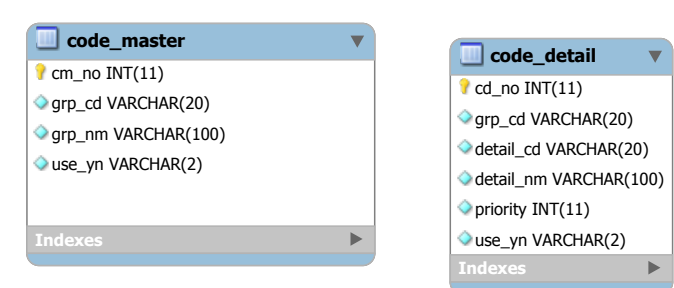 code_master
cm_no INT(11)
grp_cd VARCHAR(20)
grp_nm VARCHAR(100)
use_yn VARCHAR(2)
Indexes
code_detail
cd_no INT(11)
grp_cd VARCHAR(20)
detail_cd VARCHAR(20)
detail_nm VARCHAR(100)
priority INT(11)
use_yn VARCHAR(2)
Indexes